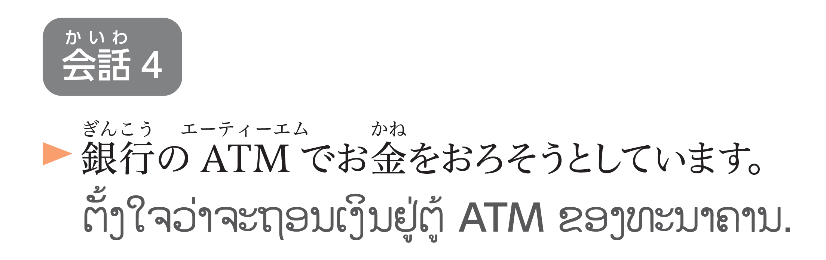 かいわ
会話 4
ぎんこう エーティーエム かね
銀行の ATM でお金をおろそうとしています。
ຕັ້ງໃຈວ່າຈະຖອນເງິນຢູ່ຕູ້ ATM ຂອງທະນາຄານ.